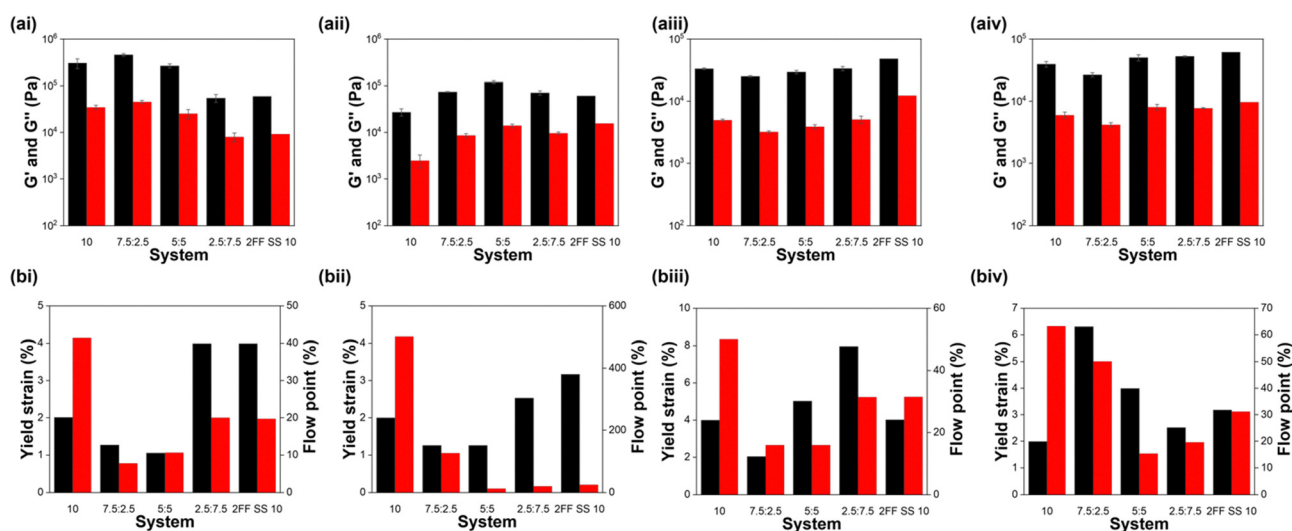 (ai)
10⁶
10⁵
10⁴
10³
10²
G' and G'' (Pa)
10 7.5:2.5 5:5 2.5:7.5 2FF SS 10
System
(aii)
10⁶
10⁵
10⁴
10³
10²
G' and G'' (Pa)
10 7.5:2.5 5:5 2.5:7.5 2FF SS 10
System
(aiii)
10⁵
10⁴
10³
10²
G' and G'' (Pa)
10 7.5:2.5 5:5 2.5:7.5 2FF SS 10
System
(aiv)
10⁵
10⁴
10³
10²
G' and G'' (Pa)
10 7.5:2.5 5:5 2.5:7.5 2FF SS 10
System
(bi)
5
4
3
2
1
0
Yield strain (%)
50
40
30
20
10
0
Flow point (%)
10 7.5:2.5 5:5 2.5:7.5 2FF SS 10
System
(bii)
5
4
3
2
1
0
Yield strain (%)
600
400
150
0
Flow point (%)
10 7.5:2.5 5:5 2.5:7.5 2FF SS 10
System
(biii)
10
8
6
4
2
0
Yield strain (%)
60
40
20
0
Flow point (%)
10 7.5:2.5 5:5 2.5:7.5 2FF SS 10
System
(biv)
7
6
5
4
3
2
1
0
Yield strain (%)
70
60
50
40
30
20
10
0
Flow point (%)
10 7.5:2.5 5:5 2.5:7.5 2FF SS 10
System